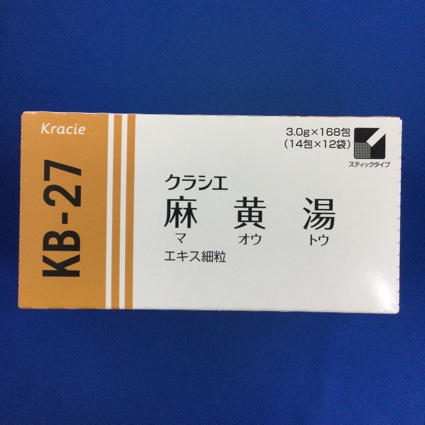 Kracie
KB-27
3.0g×168包
(14包×12袋)
スティックタイプ
クラシエ
麻黄湯
マ オウ トウ
エキス細粒